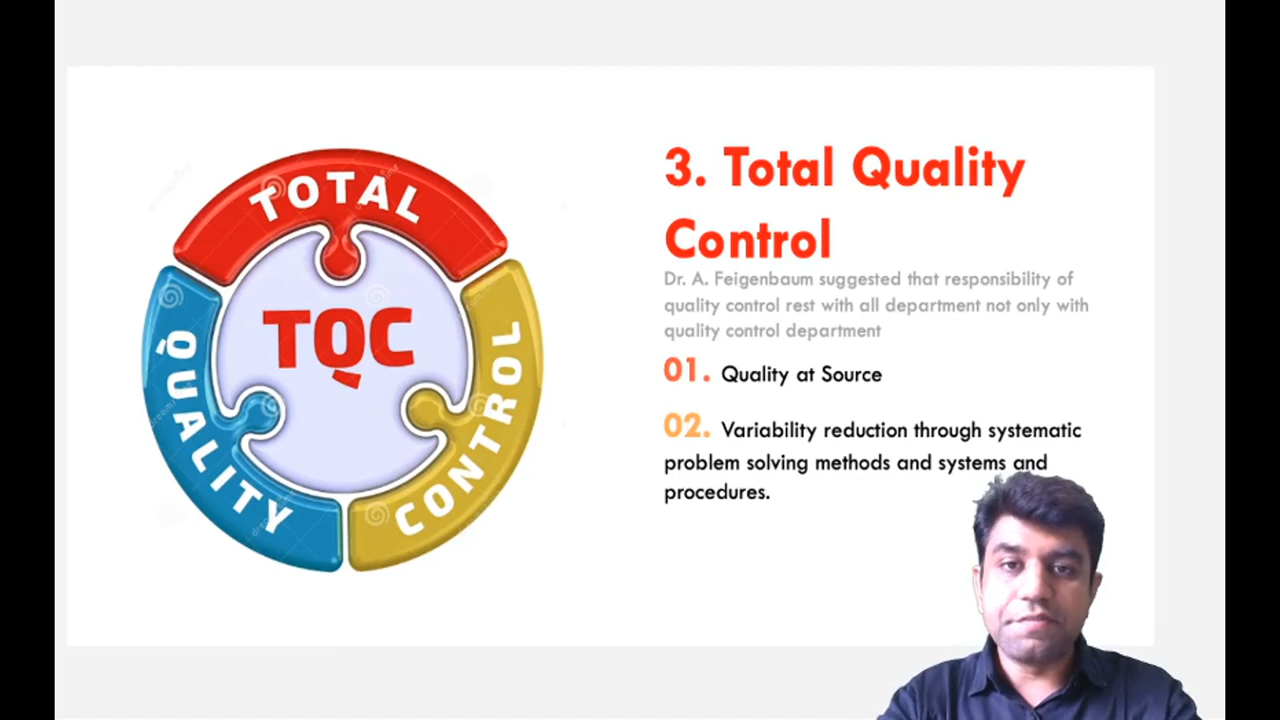 TOTAL
QUALITY
CONTROL
TQC
3. Total Quality
Control
Dr. A. Feigenbaum suggested that responsibility of
quality control rest with all department not only with
quality control department
01. Quality at Source
02. Variability reduction through systematic
problem solving methods and systems and
procedures.